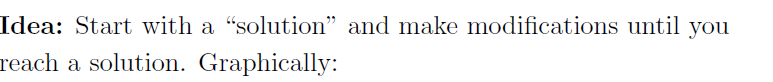 Idea: Start with a “solution” and make modifications until you
reach a solution. Graphically: